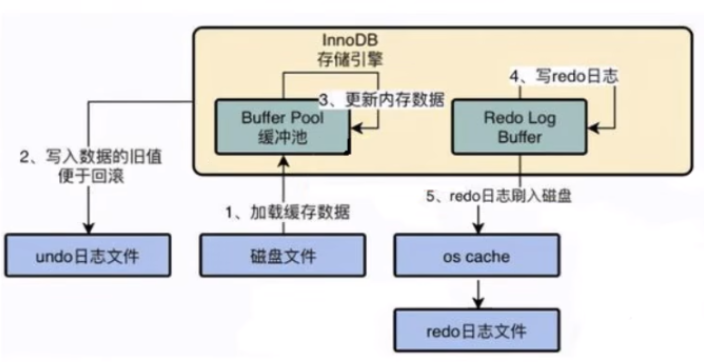 InnoDB
存储引擎
4、写redo日志
3、更新内存数据
Buffer Pool
缓冲池
Redo Log
Buffer
2、写入数据的旧值
便于回滚
5、redo日志刷入磁盘
1、加载缓存数据
undo日志文件
磁盘文件
os cache
redo日志文件